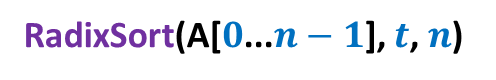 RadixSort(A[0...n − 1], t, n)